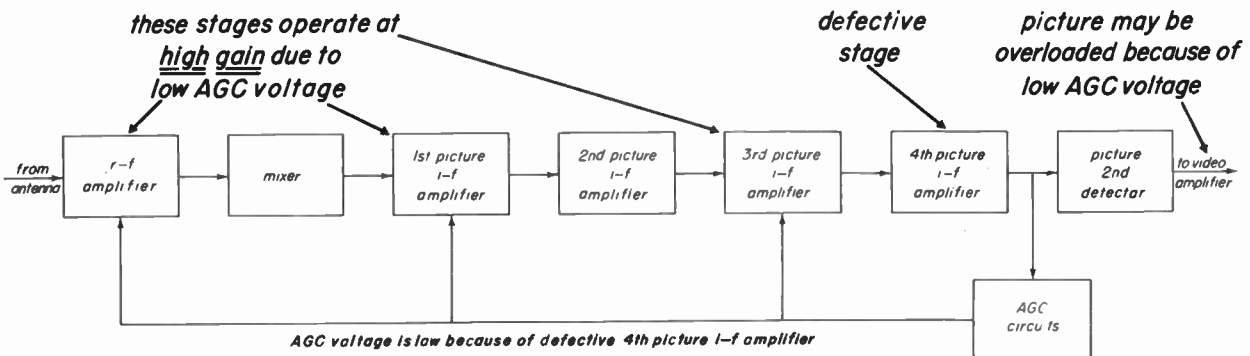 these stages operate at
high gain due to
low AGC voltage
defective
stage
picture may be
overloaded because of
low AGC voltage
from
antenna
r-f
amplifier
mixer
1st picture
i-f
amplifier
2nd picture
i-f
amplifier
3rd picture
i-f
amplifier
4th picture
i-f
amplifier
picture
2nd
detectar
to video
amplifier
AGC
circuits
AGC voltage is law because of defective 4th picture i-f amplifier